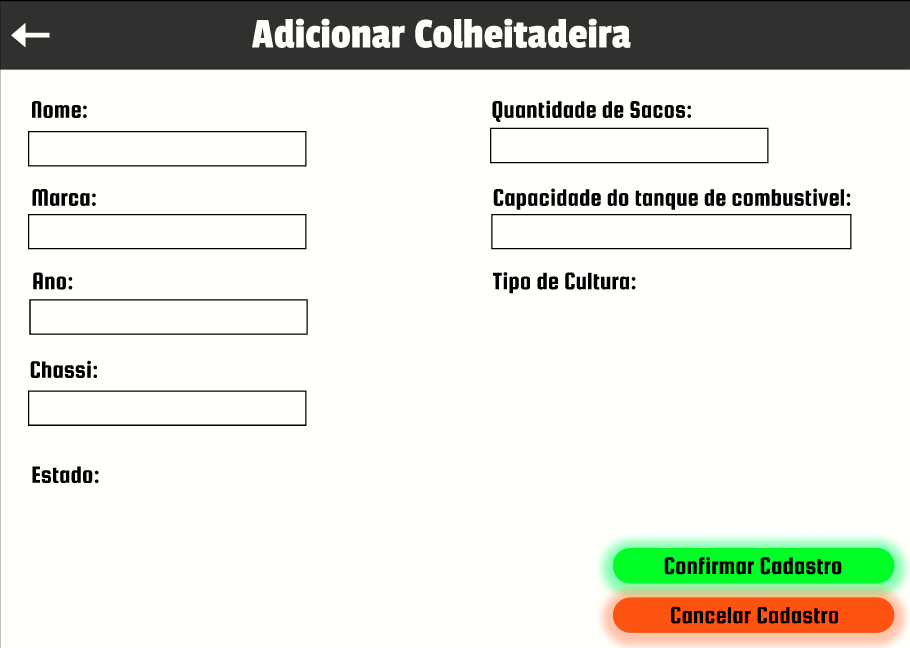 Adicionar Colheitadeira
Nome:
Marca:
Ano:
Chassi:
Estado:
Quantidade de Sacos:
Capacidade do tanque de combustivel:
Tipo de Cultura:
Confirmar Cadastro
Cancelar Cadastro